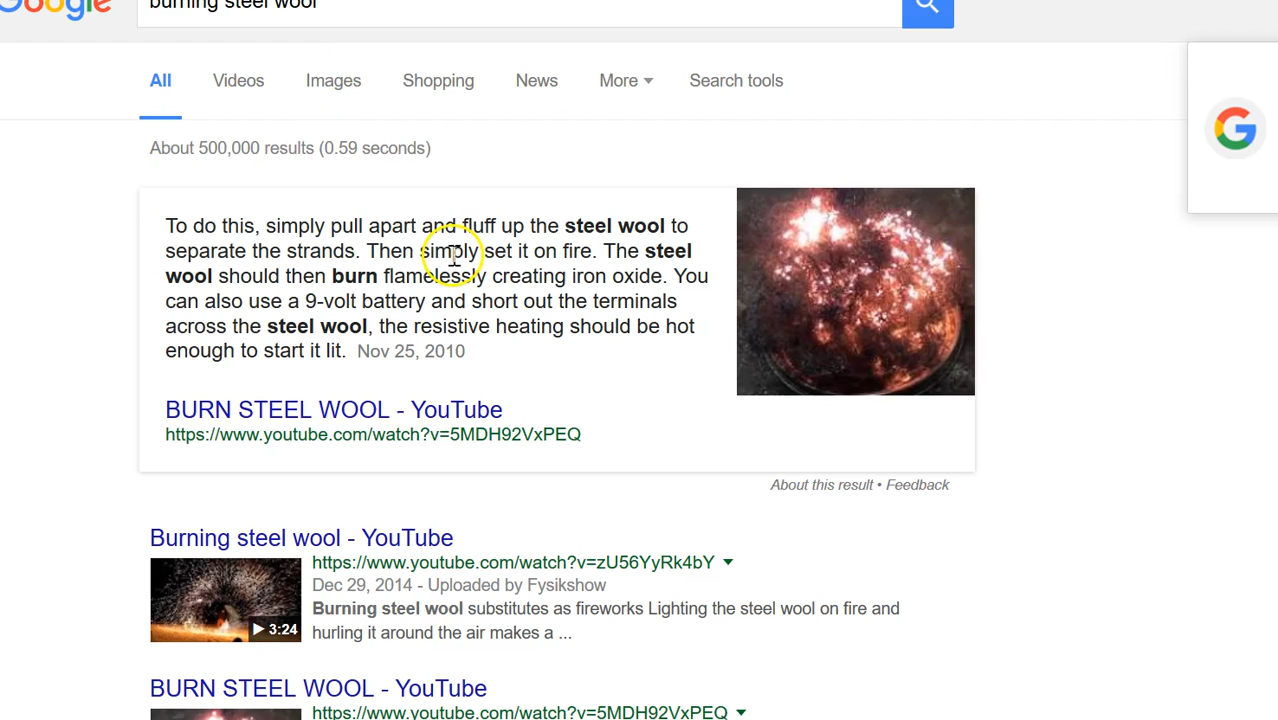 Google
burning steel wool
All Videos Images Shopping News More Search tools
About 500,000 results (0.59 seconds)
To do this, simply pull apart and fluff up the steel wool to
separate the strands. Then simply set it on fire. The steel
wool should then burn flamelessly creating iron oxide. You
can also use a 9-volt battery and short out the terminals
across the steel wool, the resistive heating should be hot
enough to start it lit. Nov 25, 2010
BURN STEEL WOOL - YouTube
https://www.youtube.com/watch?v=5MDH92VxPEQ
About this result • Feedback
Burning steel wool - YouTube
https://www.youtube.com/watch?v=zU56YyRk4bY
Dec 29, 2014 - Uploaded by Fysikshow
Burning steel wool substitutes as fireworks Lighting the steel wool on fire and
hurling it around the air makes a ...
3:24
BURN STEEL WOOL - YouTube
https://www.youtube.com/watch?v=5MDH92VxPEQ
G